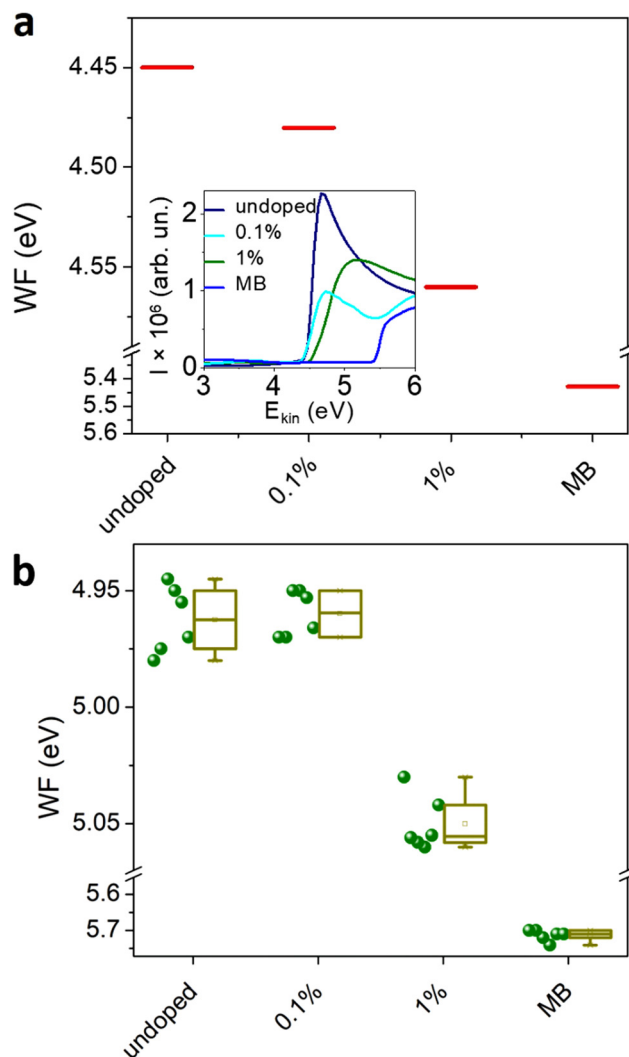 a
4.45
4.50
4.55
5.4
5.5
5.6
WF (eV)
undoped
0.1%
1%
MB
2
1
0
I × 10⁶ (arb. un.)
undoped
0.1%
1%
MB
3
4
5
6
E_kin (eV)
b
4.95
5.00
5.05
5.6
5.7
WF (eV)
undoped
0.1%
1%
MB